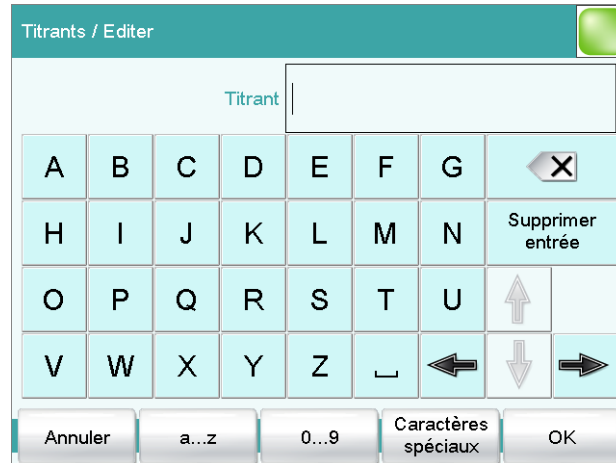 Titrants / Editer
Titrant
A B C D E F G
H I J K L M N Supprimer
entrée
O P Q R S T U
V W X Y Z
Annuler a...z 0...9 Caractères
spéciaux OK